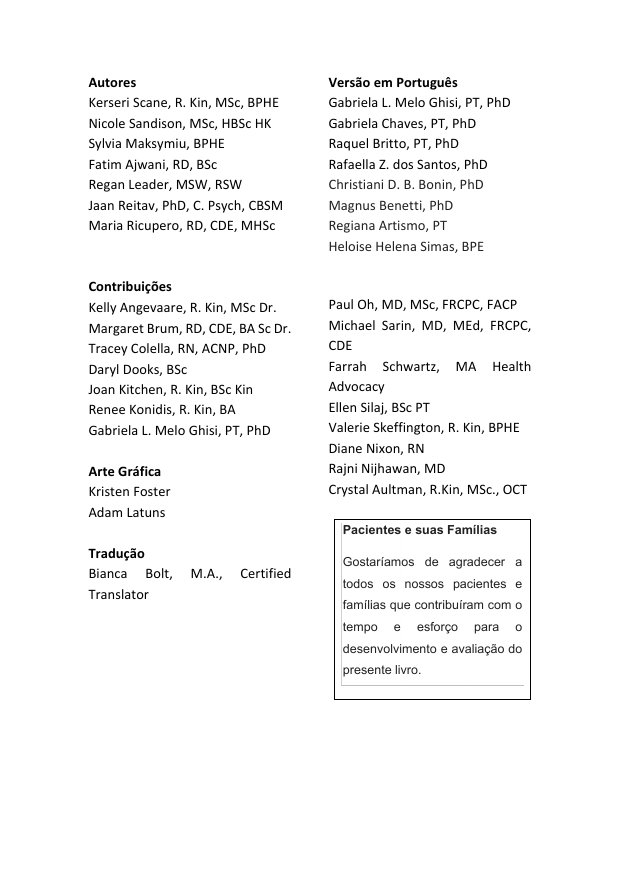 Autores
Kerseri Scane, R. Kin, MSc, BPHE
Nicole Sandison, MSc, HBSc HK
Sylvia Maksymiu, BPHE
Fatim Ajwani, RD, BSc
Regan Leader, MSW, RSW
Jaan Reitav, PhD, C. Psych, CBSM
Maria Ricupero, RD, CDE, MHSc
Contribuições
Kelly Angevaare, R. Kin, MSc Dr.
Margaret Brum, RD, CDE, BA Sc Dr.
Tracey Colella, RN, ACNP, PhD
Daryl Dooks, BSc
Joan Kitchen, R. Kin, BSc Kin
Renee Konidis, R. Kin, BA
Gabriela L. Melo Ghisi, PT, PhD
Arte Gráfica
Kristen Foster
Adam Latuns
Tradução
Bianca Bolt, M.A., Certified
Translator
Versão em Português
Gabriela L. Melo Ghisi, PT, PhD
Gabriela Chaves, PT, PhD
Raquel Britto, PT, PhD
Rafaella Z. dos Santos, PhD
Christiani D. B. Bonin, PhD
Magnus Benetti, PhD
Regiana Artismo, PT
Heloise Helena Simas, BPE
Paul Oh, MD, MSc, FRCPC, FACP
Michael Sarin, MD, MEd, FRCPC,
CDE
Farrah Schwartz, MA Health
Advocacy
Ellen Silaj, BSc PT
Valerie Skeffington, R. Kin, BPHE
Diane Nixon, RN
Rajni Nijhawan, MD
Crystal Aultman, R.Kin, MSc., OCT
Pacientes e suas Famílias
Gostaríamos de agradecer a
todos os nossos pacientes e
famílias que contribuíram com o
tempo e esforço para o
desenvolvimento e avaliação do
presente livro.